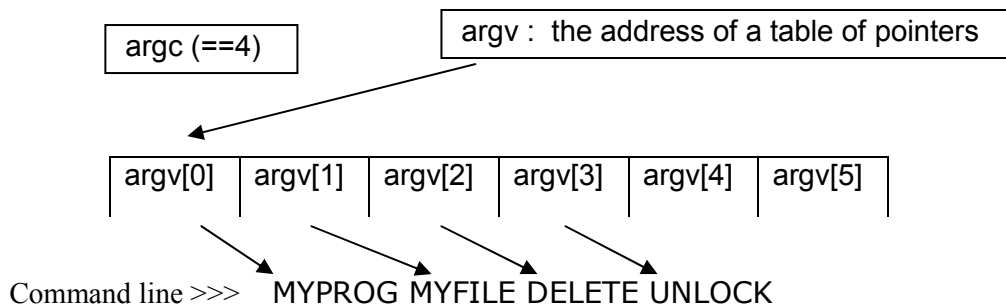 argc (==4)
argv :  the address of a table of pointers
argv[0] argv[1] argv[2] argv[3] argv[4] argv[5]
Command line >>> MYPROG MYFILE DELETE UNLOCK